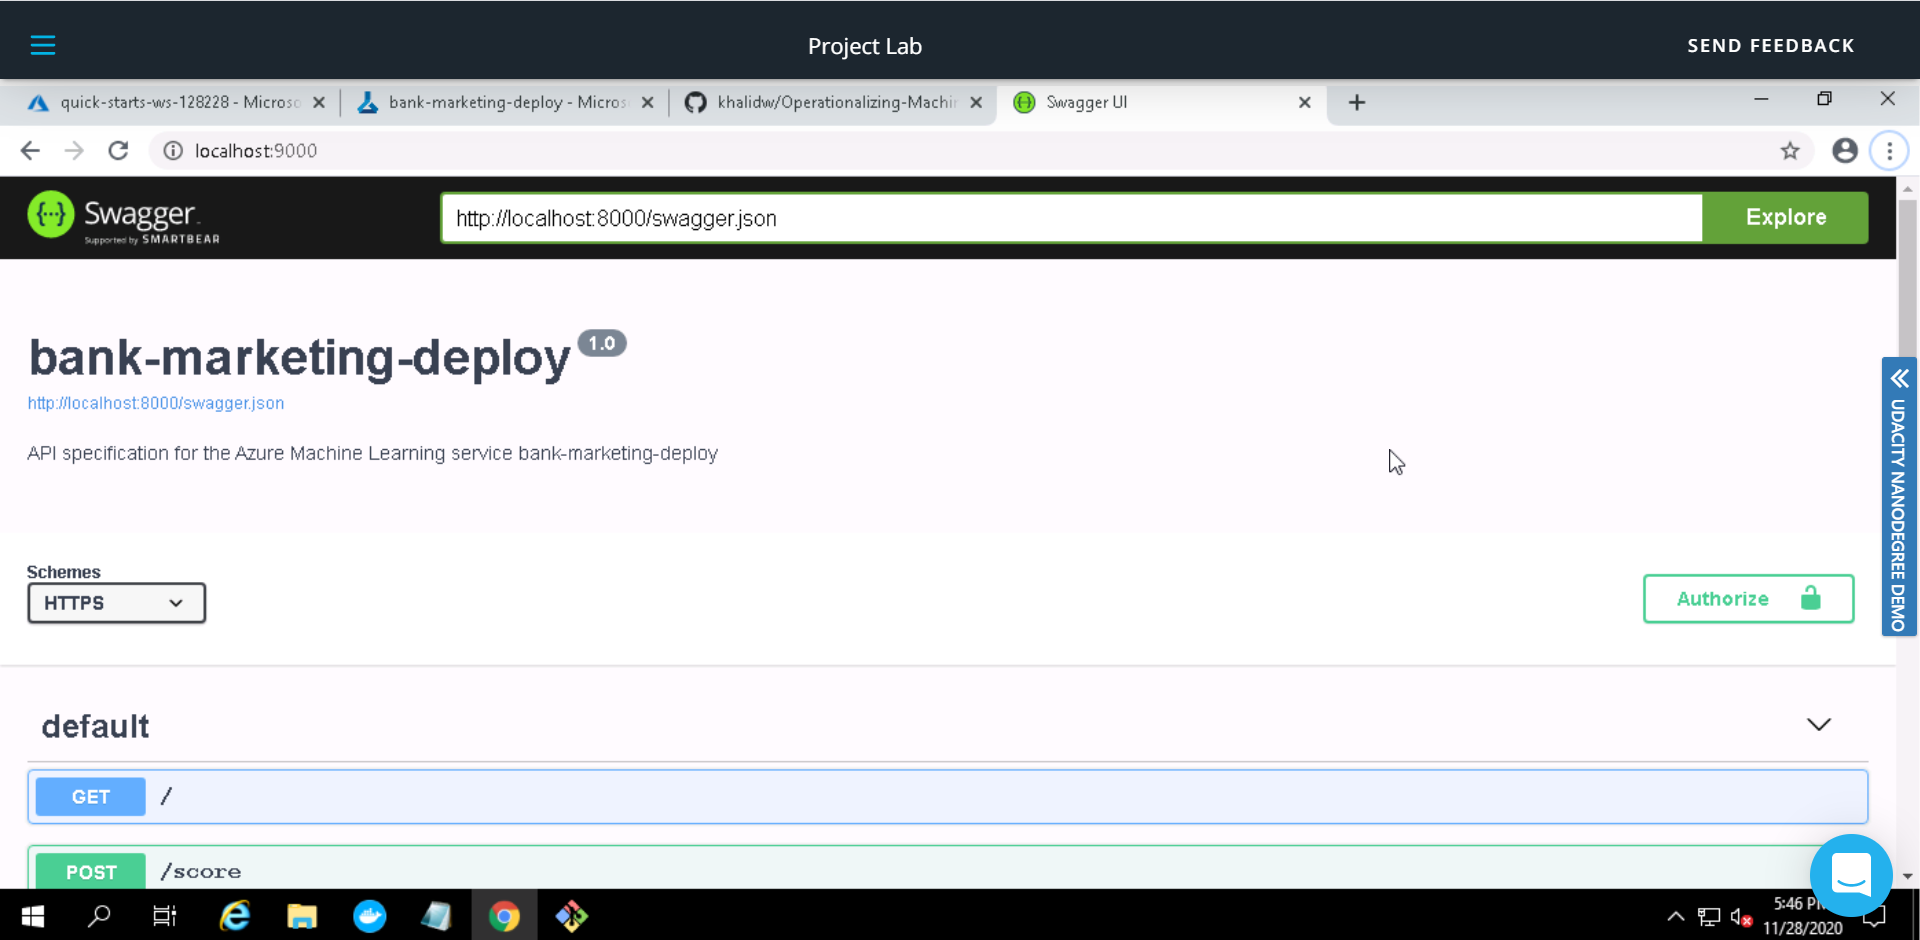 Project Lab
SEND FEEDBACK
quick-starts-ws-128228 - Microso
bank-marketing-deploy - Micros
khalidw/Operationalizing-Machin
Swagger UI
localhost:9000
Swagger
Supported by SMARTBEAR
http://localhost:8000/swagger.json
Explore
bank-marketing-deploy 1.0
http://localhost:8000/swagger.json
API specification for the Azure Machine Learning service bank-marketing-deploy
UDACITY NANODEGREE DEMO
Schemes
HTTPS
Authorize
default
GET /
POST /score
5:46 P
11/28/2020